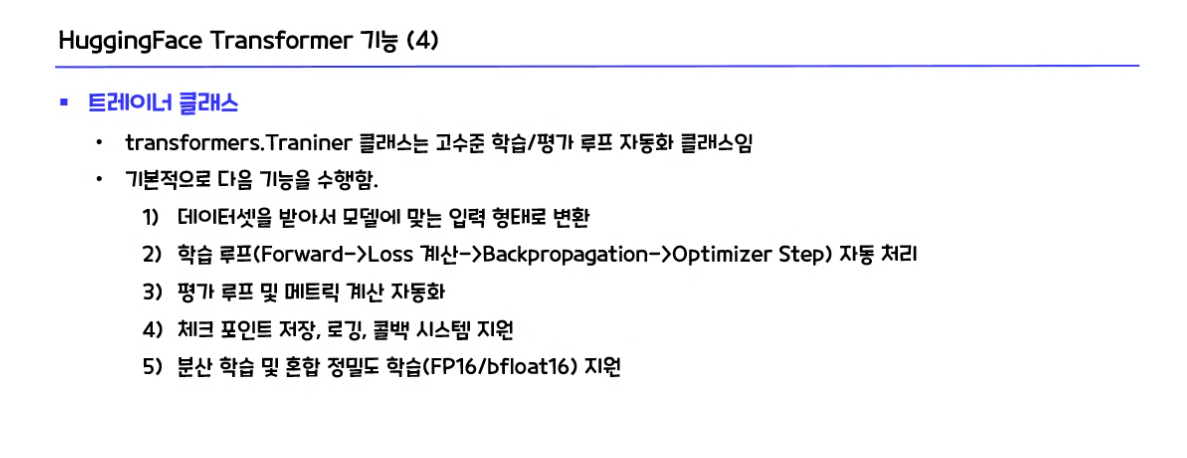 HuggingFace Transformer 기능 (4)
▪ 트레이너 클래스
• transformers.Traniner 클래스는 고수준 학습/평가 루프 자동화 클래스임
• 기본적으로 다음 기능을 수행함.
1) 데이터셋을 받아서 모델에 맞는 입력 형태로 변환
2) 학습 루프(Forward->Loss 계산->Backpropagation->Optimizer Step) 자동 처리
3) 평가 루프 및 메트릭 계산 자동화
4) 체크 포인트 저장, 로깅, 콜백 시스템 지원
5) 분산 학습 및 혼합 정밀도 학습(FP16/bfloat16) 지원